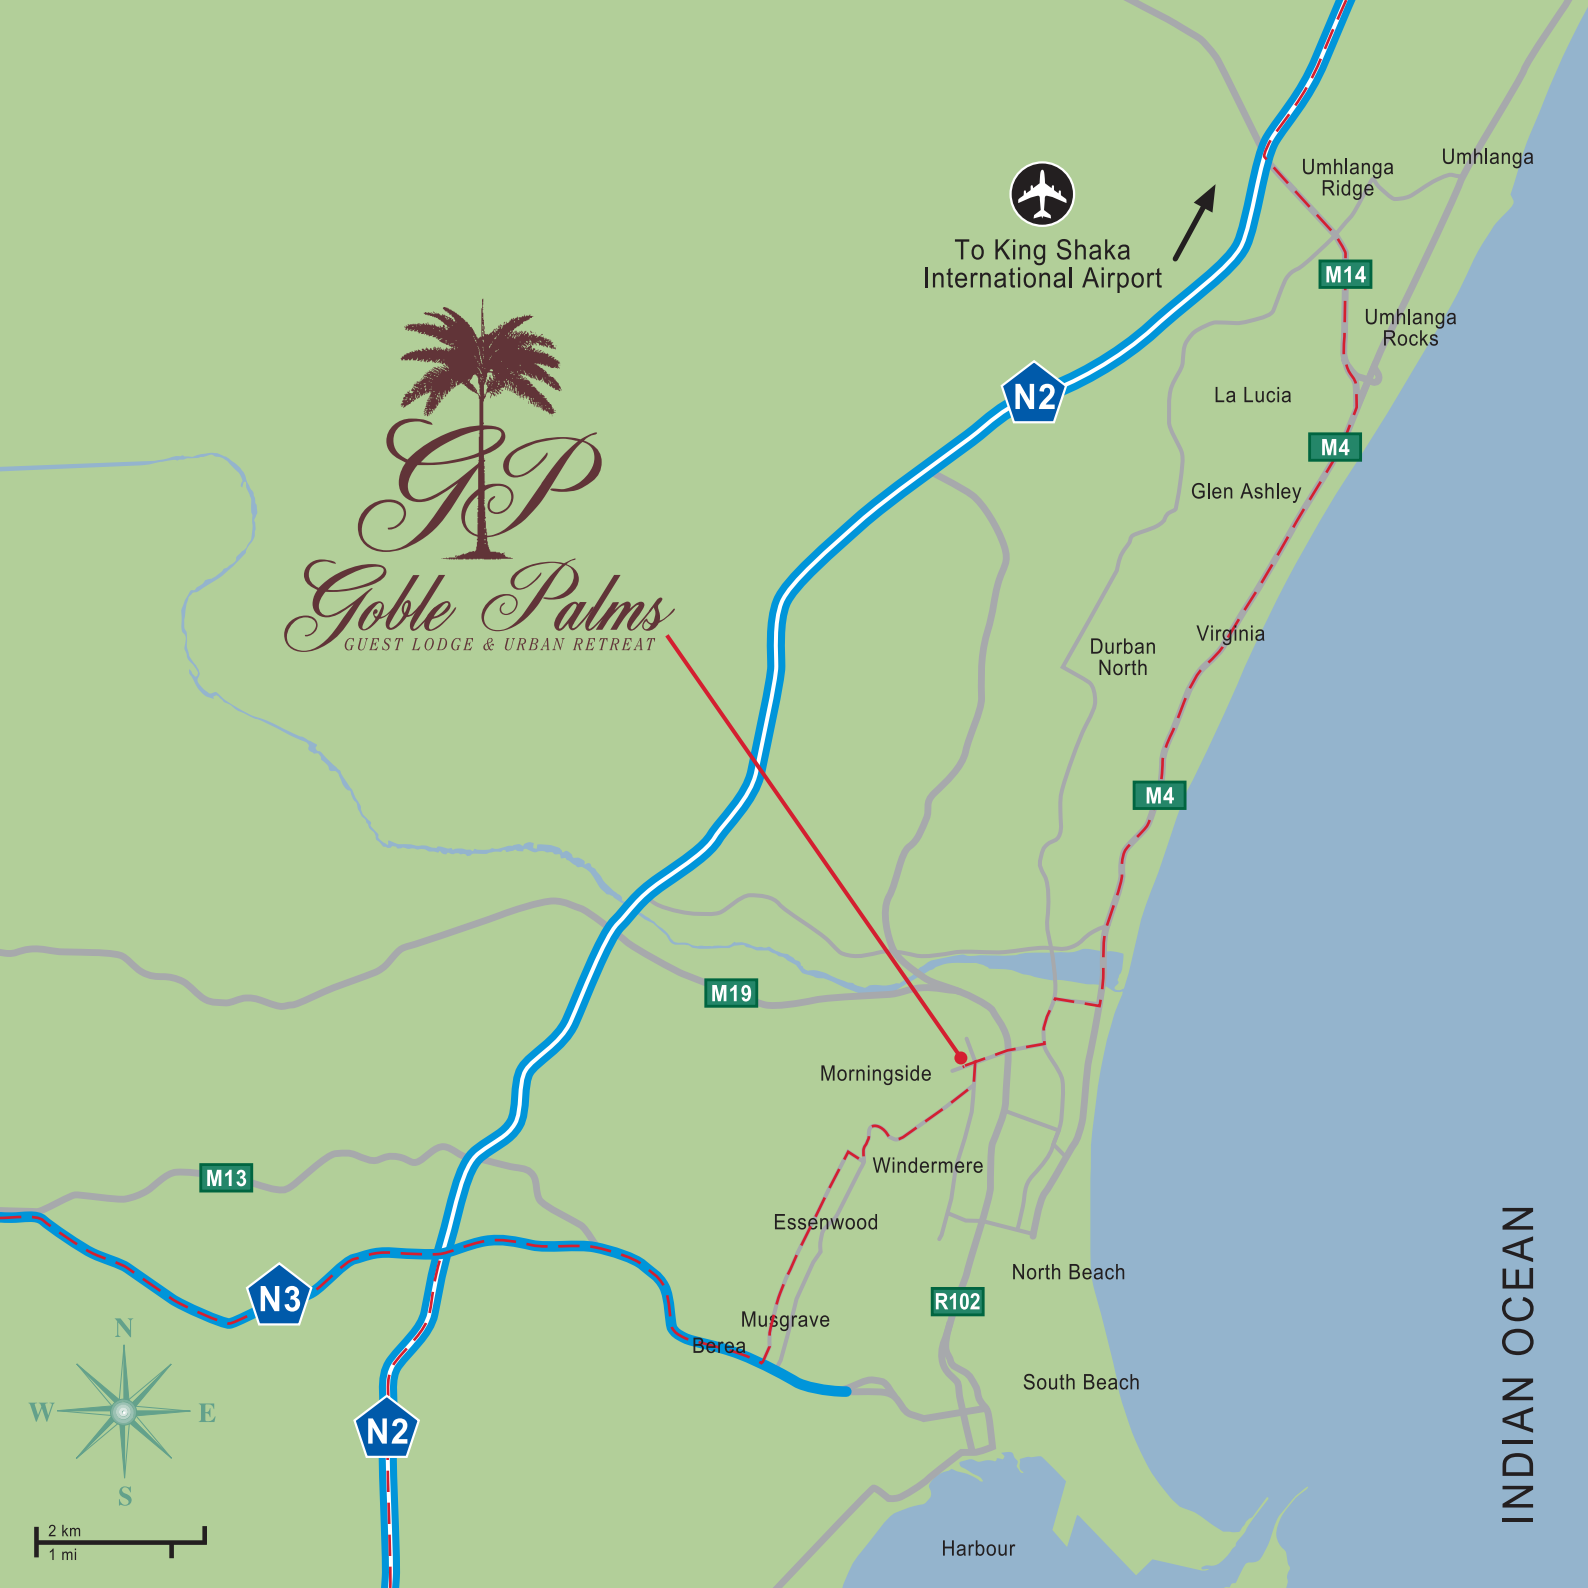 Umhlanga
Umhlanga
Ridge
To King Shaka
International Airport
M14
Umhlanga
Rocks
N2
La Lucia
M4
GP
Glen Ashley
Goble Palms
GUEST LODGE & URBAN RETREAT
Virginia
Durban
North
M4
M19
Morningside
Windermere
M13
Essenwood
North Beach
N3
R102
Musgrave
Berea
South Beach
N
W
E
S
N2
INDIAN OCEAN
2 km
1 mi
Harbour